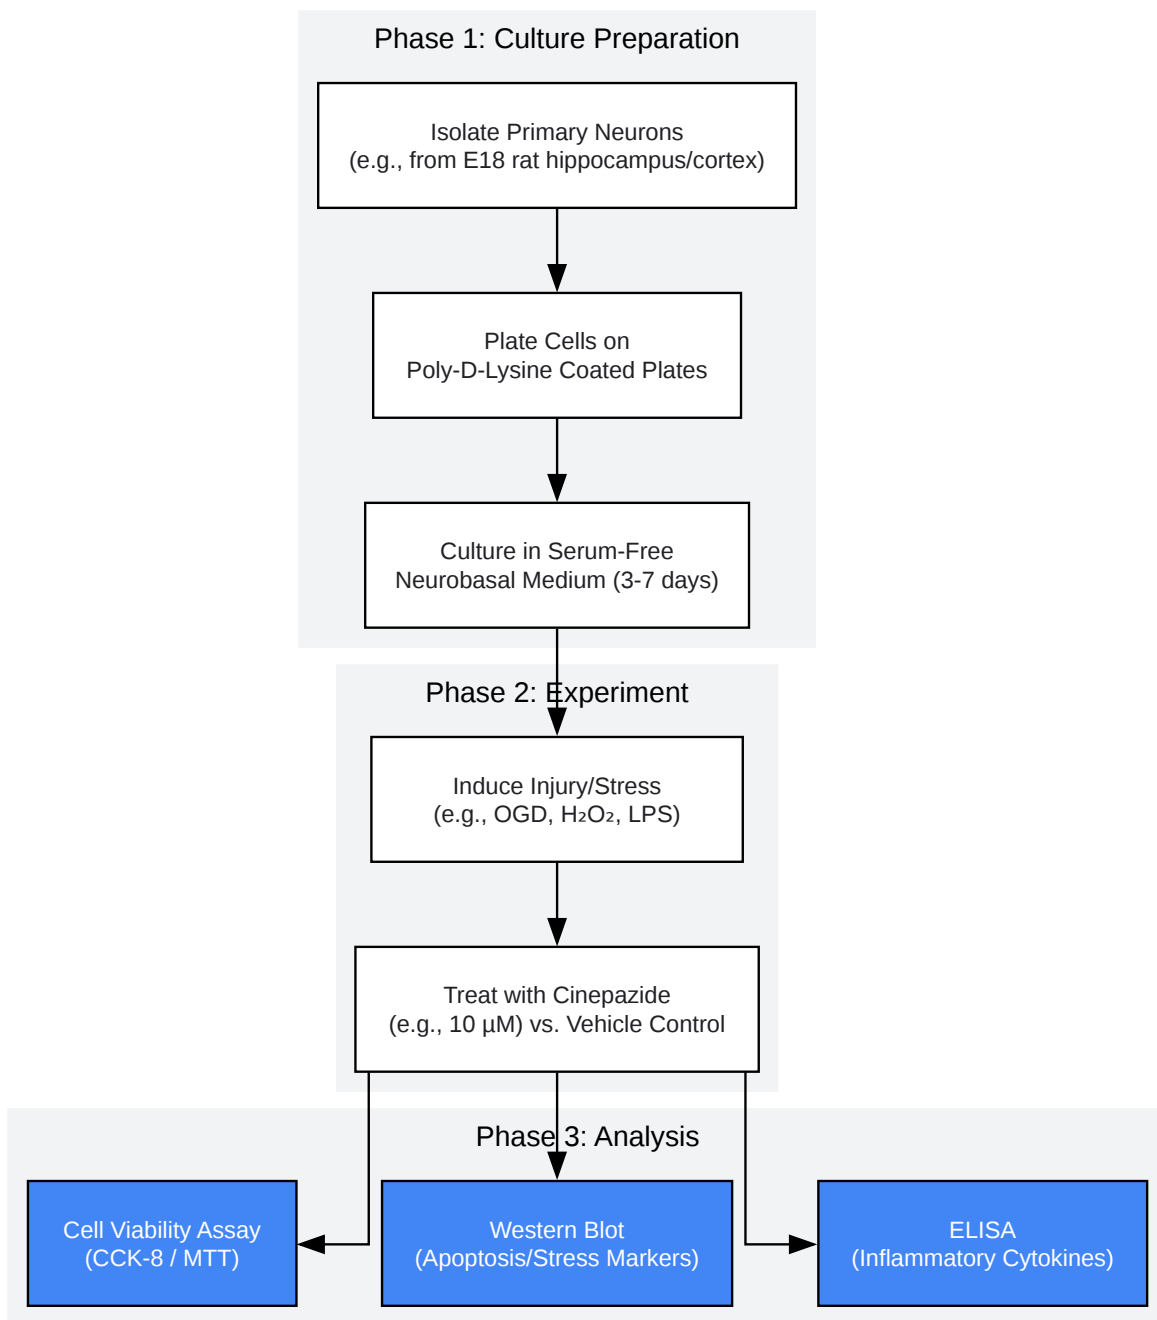 Phase 1: Culture Preparation
Isolate Primary Neurons
(e.g., from E18 rat hippocampus/cortex)
Plate Cells on
Poly-D-Lysine Coated Plates
Culture in Serum-Free
Neurobasal Medium (3-7 days)
Phase 2: Experiment
Induce Injury/Stress
(e.g., OGD, H₂O₂, LPS)
Treat with Cinepazide
(e.g., 10 µM) vs. Vehicle Control
Phase 3: Analysis
Cell Viability Assay
(CCK-8 / MTT)
Western Blot
(Apoptosis/Stress Markers)
ELISA
(Inflammatory Cytokines)